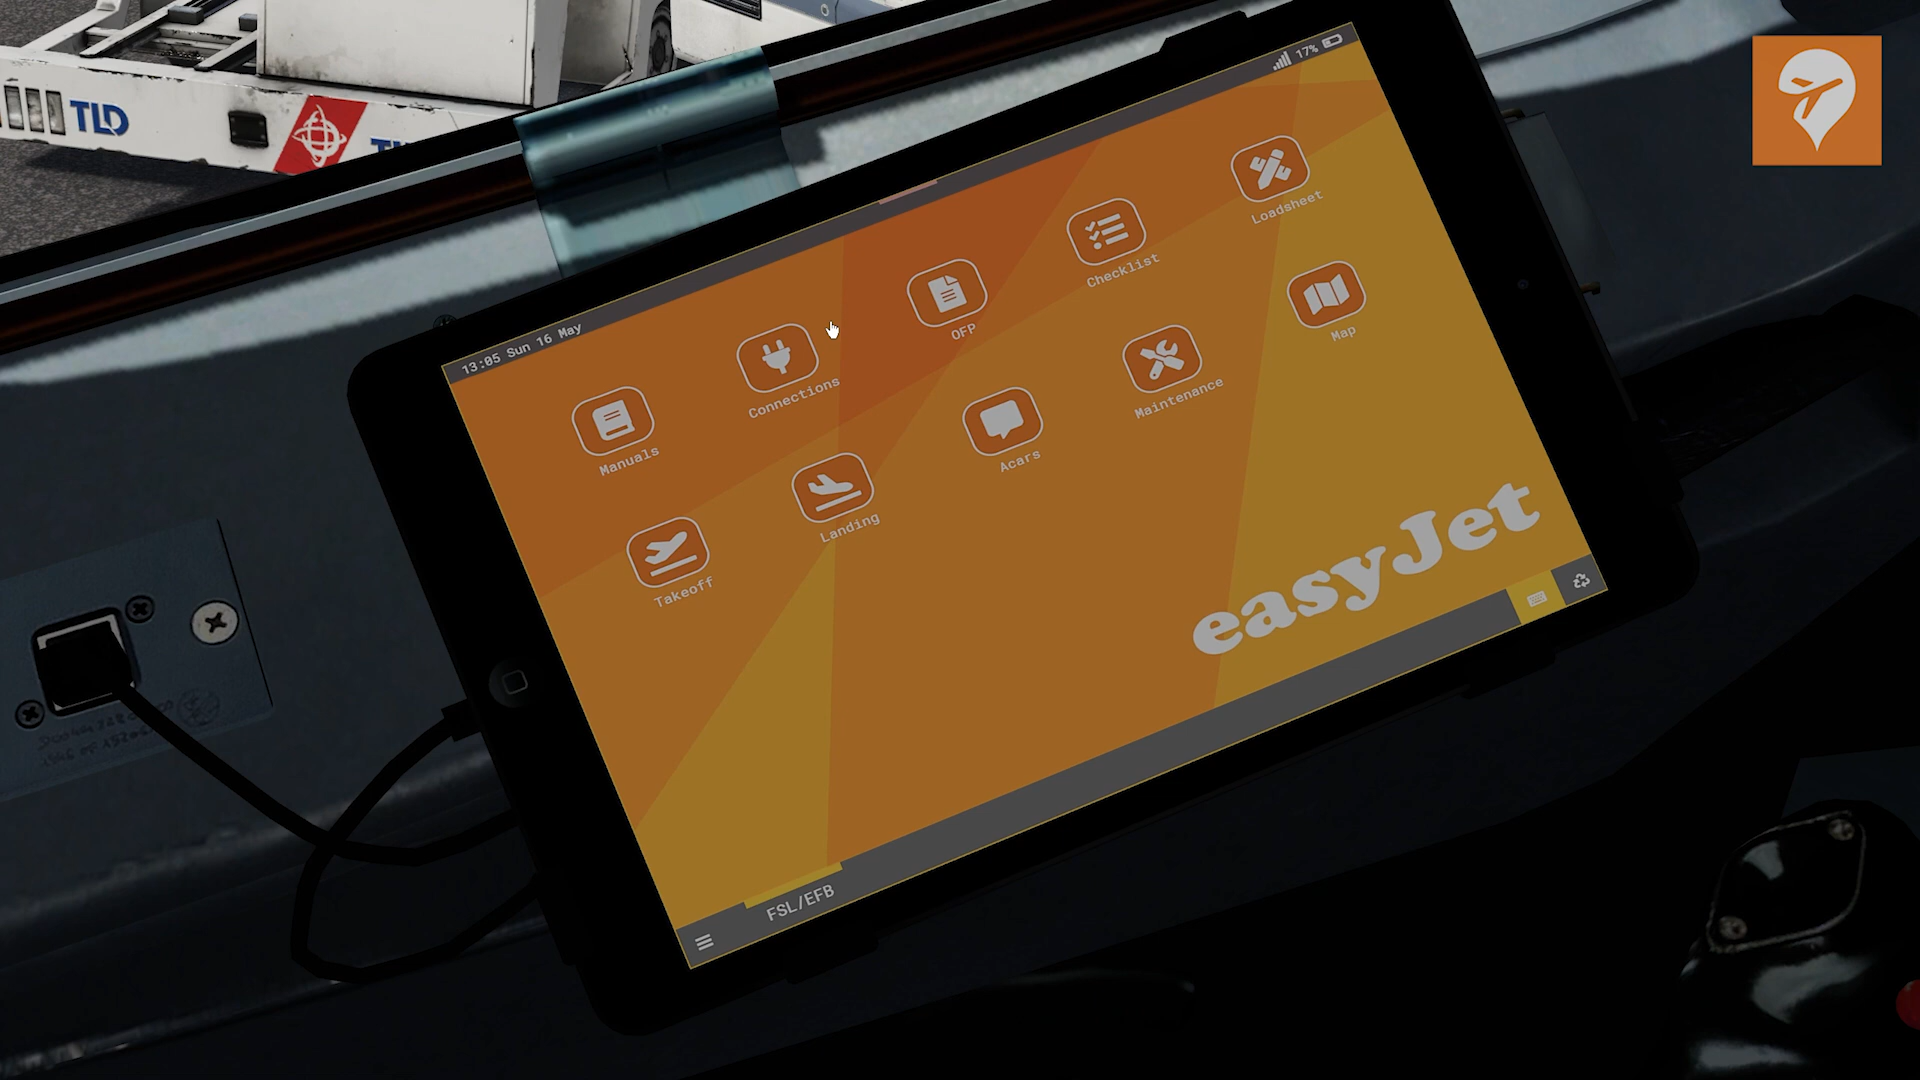 TLD
17%
13:05 Sun 16 May
Manuals
Connections
OFP
Checklist
Loadsheet
Takeoff
Landing
Acars
Maintenance
Map
easyJet
FSL/EFB